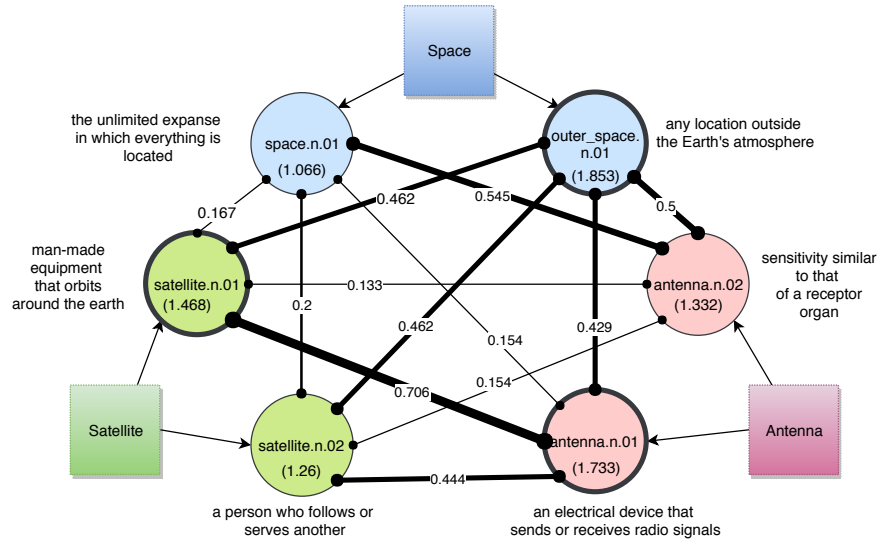 Space
the unlimited expanse
in which everything is
located
space.n.01
(1.066)
outer_space.
n.01
(1.853)
any location outside
the Earth's atmosphere
0.167
0.462
0.545
0.5
man-made
equipment
that orbits
around the earth
satellite.n.01
(1.468)
0.133
antenna.n.02
(1.332)
sensitivity similar
to that
of a receptor
organ
0.2
0.462
0.429
0.154
0.154
0.706
Satellite
satellite.n.02
(1.26)
antenna.n.01
(1.733)
Antenna
0.444
a person who follows or
serves another
an electrical device that
sends or receives radio signals